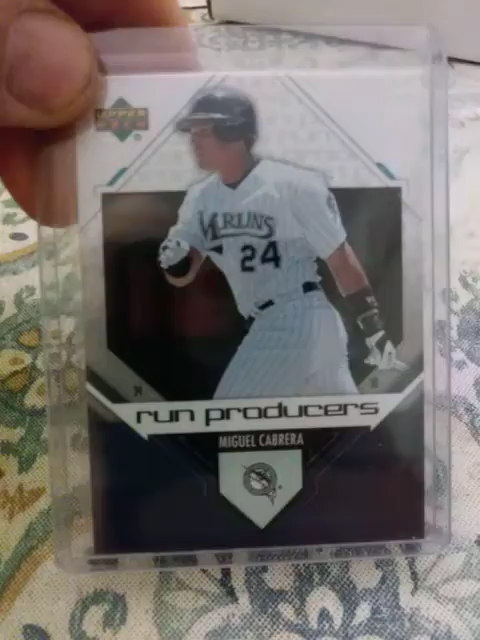 UPPER
DECK
MARLINS
24
run producers
MIGUEL CABRERA